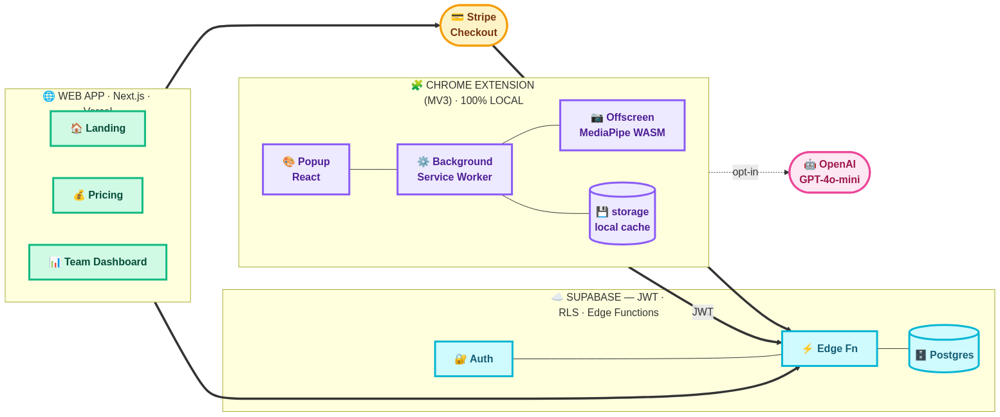 💳 Stripe
Checkout
🌐 WEB APP · Next.js ·
🏠 Landing
💰 Pricing
📊 Team Dashboard
🧩 CHROME EXTENSION
(MV3) · 100% LOCAL
🎨 Popup
React
⚙️ Background
Service Worker
📷 Offscreen
MediaPipe WASM
💾 storage
local cache
opt-in
🤖 OpenAI
GPT-4o-mini
☁️ SUPABASE — JWT ·
RLS · Edge Functions
JWT
🔐 Auth
⚡ Edge Fn
🗄️ Postgres